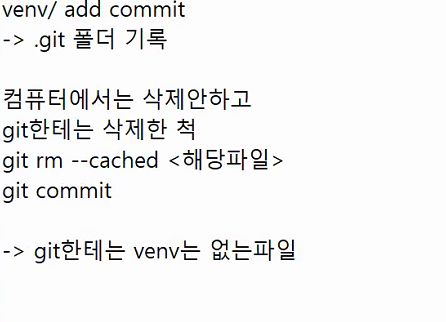 venv/ add commit
-> .git 폴더 기록
컴퓨터에서는 삭제안하고
git한테는 삭제한 척
git rm --cached <해당파일>
git commit
-> git한테는 venv는 없는파일